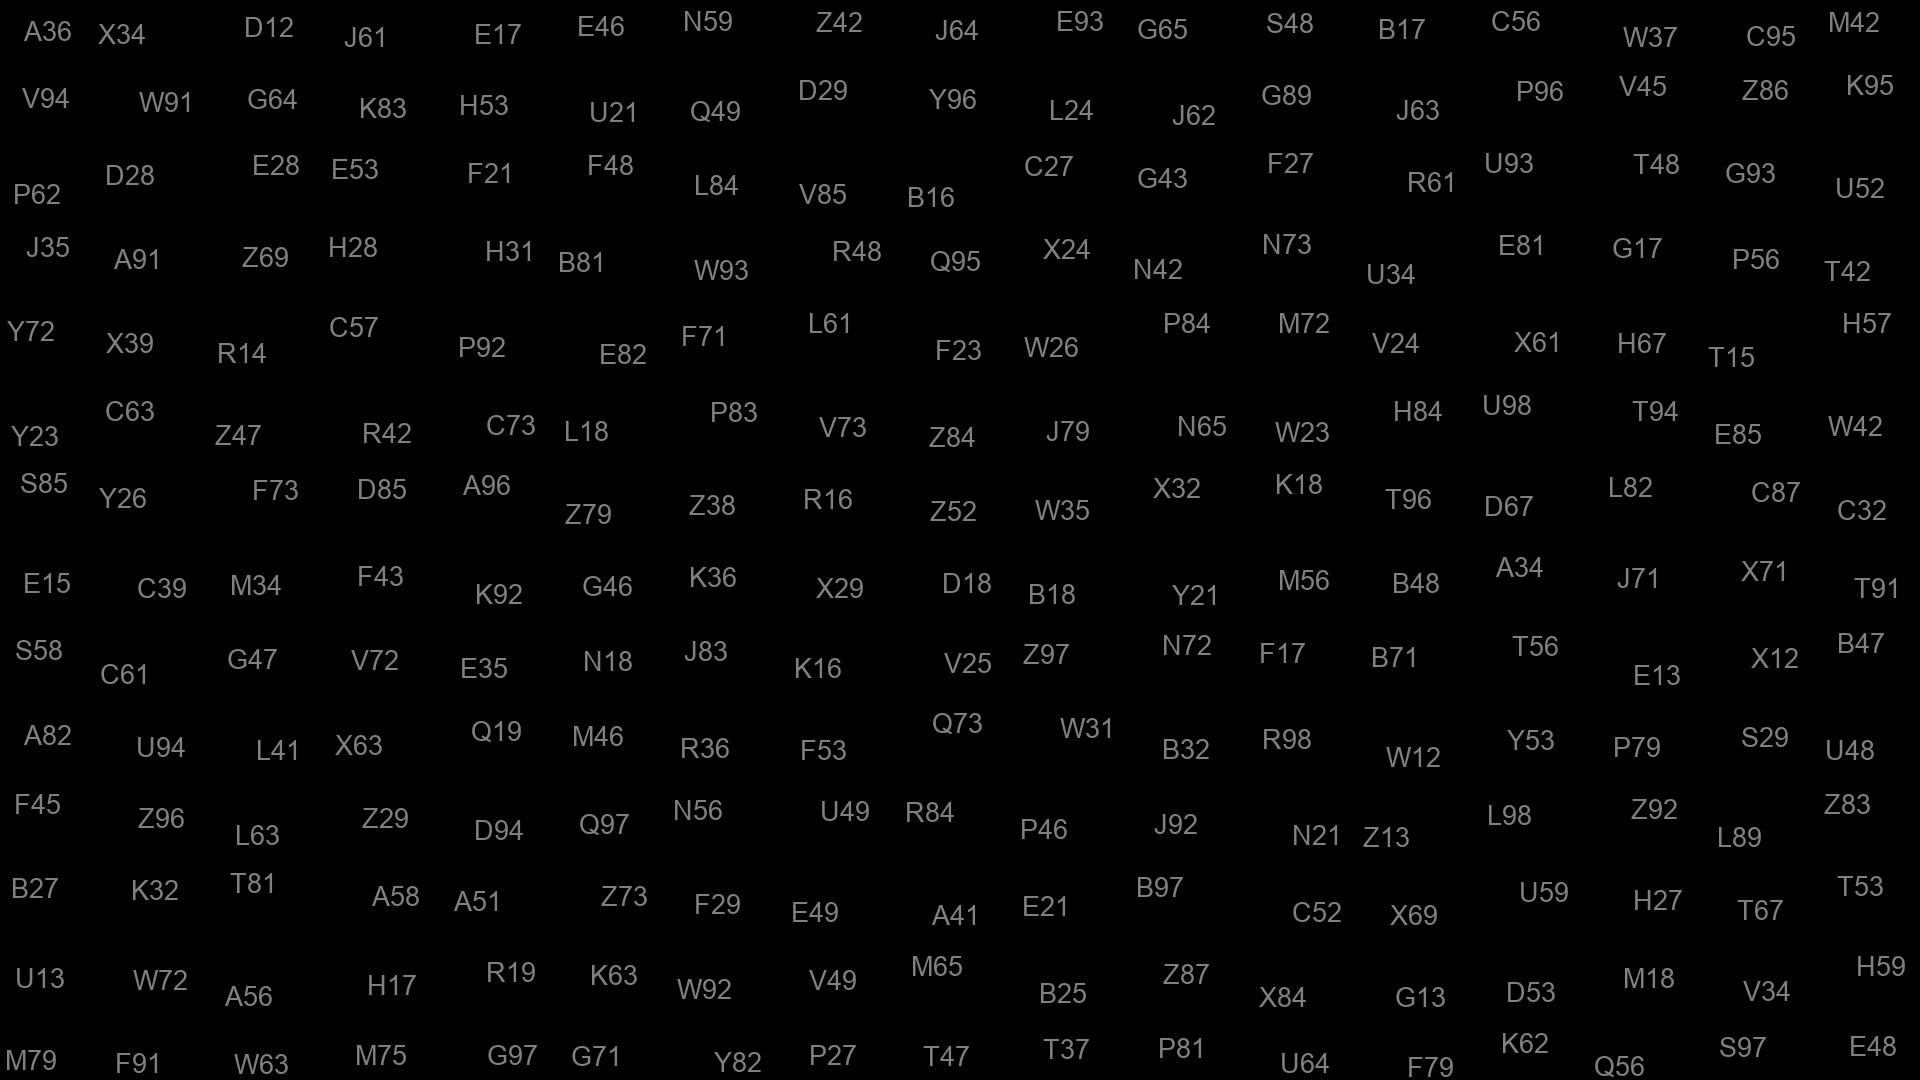 A36 X34 D12 J61 E17 E46 N59 Z42 J64 E93 G65 S48 B17 C56 W37 C95 M42
V94 W91 G64 K83 H53 U21 Q49 D29 Y96 L24 J62 G89 J63 P96 V45 Z86 K95
P62 D28 E28 E53 F21 F48 L84 V85 B16 C27 G43 F27 R61 U93 T48 G93 U52
J35 A91 Z69 H28 H31 B81 W93 R48 Q95 X24 N42 N73 U34 E81 G17 P56 T42
Y72 X39 R14 C57 P92 E82 F71 L61 F23 W26 P84 M72 V24 X61 H67 T15 H57
Y23 C63 Z47 R42 C73 L18 P83 V73 Z84 J79 N65 W23 H84 U98 T94 E85 W42
S85 Y26 F73 D85 A96 Z79 Z38 R16 Z52 W35 X32 K18 T96 D67 L82 C87 C32
E15 C39 M34 F43 K92 G46 K36 X29 D18 B18 Y21 M56 B48 A34 J71 X71 T91
S58 C61 G47 V72 E35 N18 J83 K16 V25 Z97 N72 F17 B71 T56 E13 X12 B47
A82 U94 L41 X63 Q19 M46 R36 F53 Q73 W31 B32 R98 W12 Y53 P79 S29 U48
F45 Z96 L63 Z29 D94 Q97 N56 U49 R84 P46 J92 N21 Z13 L98 Z92 L89 Z83
B27 K32 T81 A58 A51 Z73 F29 E49 A41 E21 B97 C52 X69 U59 H27 T67 T53
U13 W72 A56 H17 R19 K63 W92 V49 M65 B25 Z87 X84 G13 D53 M18 V34 H59
M79 F91 W63 M75 G97 G71 Y82 P27 T47 T37 P81 U64 F79 K62 Q56 S97 E48